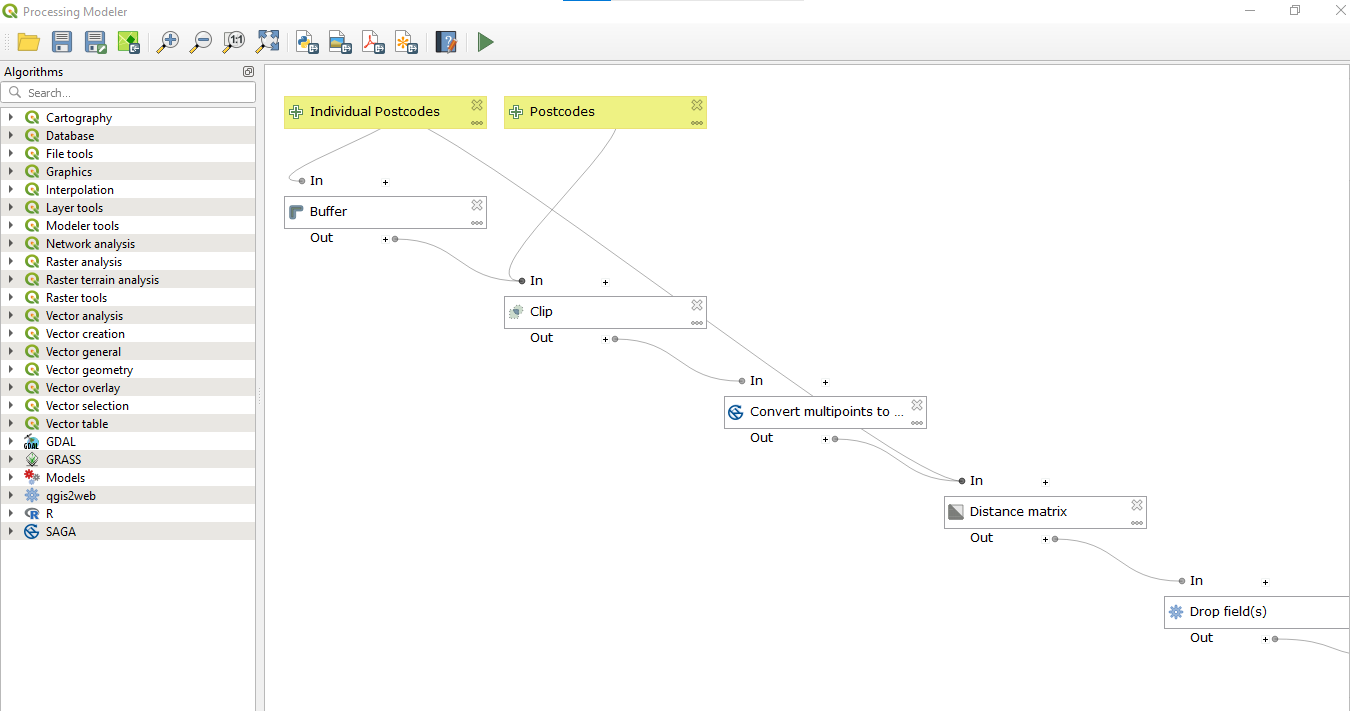 Processing Modeler
1:1
Algorithms
Search...
Cartography
Database
File tools
Graphics
Interpolation
Layer tools
Modeler tools
Network analysis
Raster analysis
Raster terrain analysis
Raster tools
Vector analysis
Vector creation
Vector general
Vector geometry
Vector overlay
Vector selection
Vector table
GDAL GDAL
GRASS
Models
qgis2web
R R
SAGA
Individual Postcodes
Postcodes
In
Buffer
Out
In
Clip
Out
In
Convert multipoints to ...
Out
In
Distance matrix
Out
In
Drop field(s)
Out